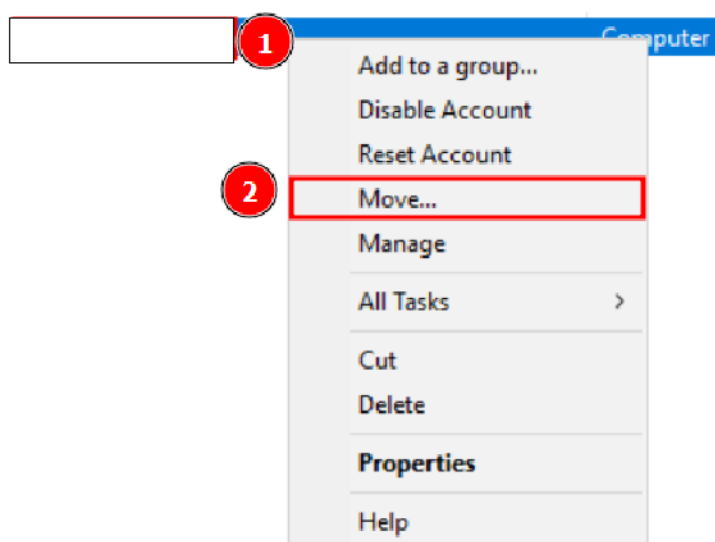 1
Computer
Add to a group...
Disable Account
Reset Account
2
Move...
Manage
All Tasks
Cut
Delete
Properties
Help